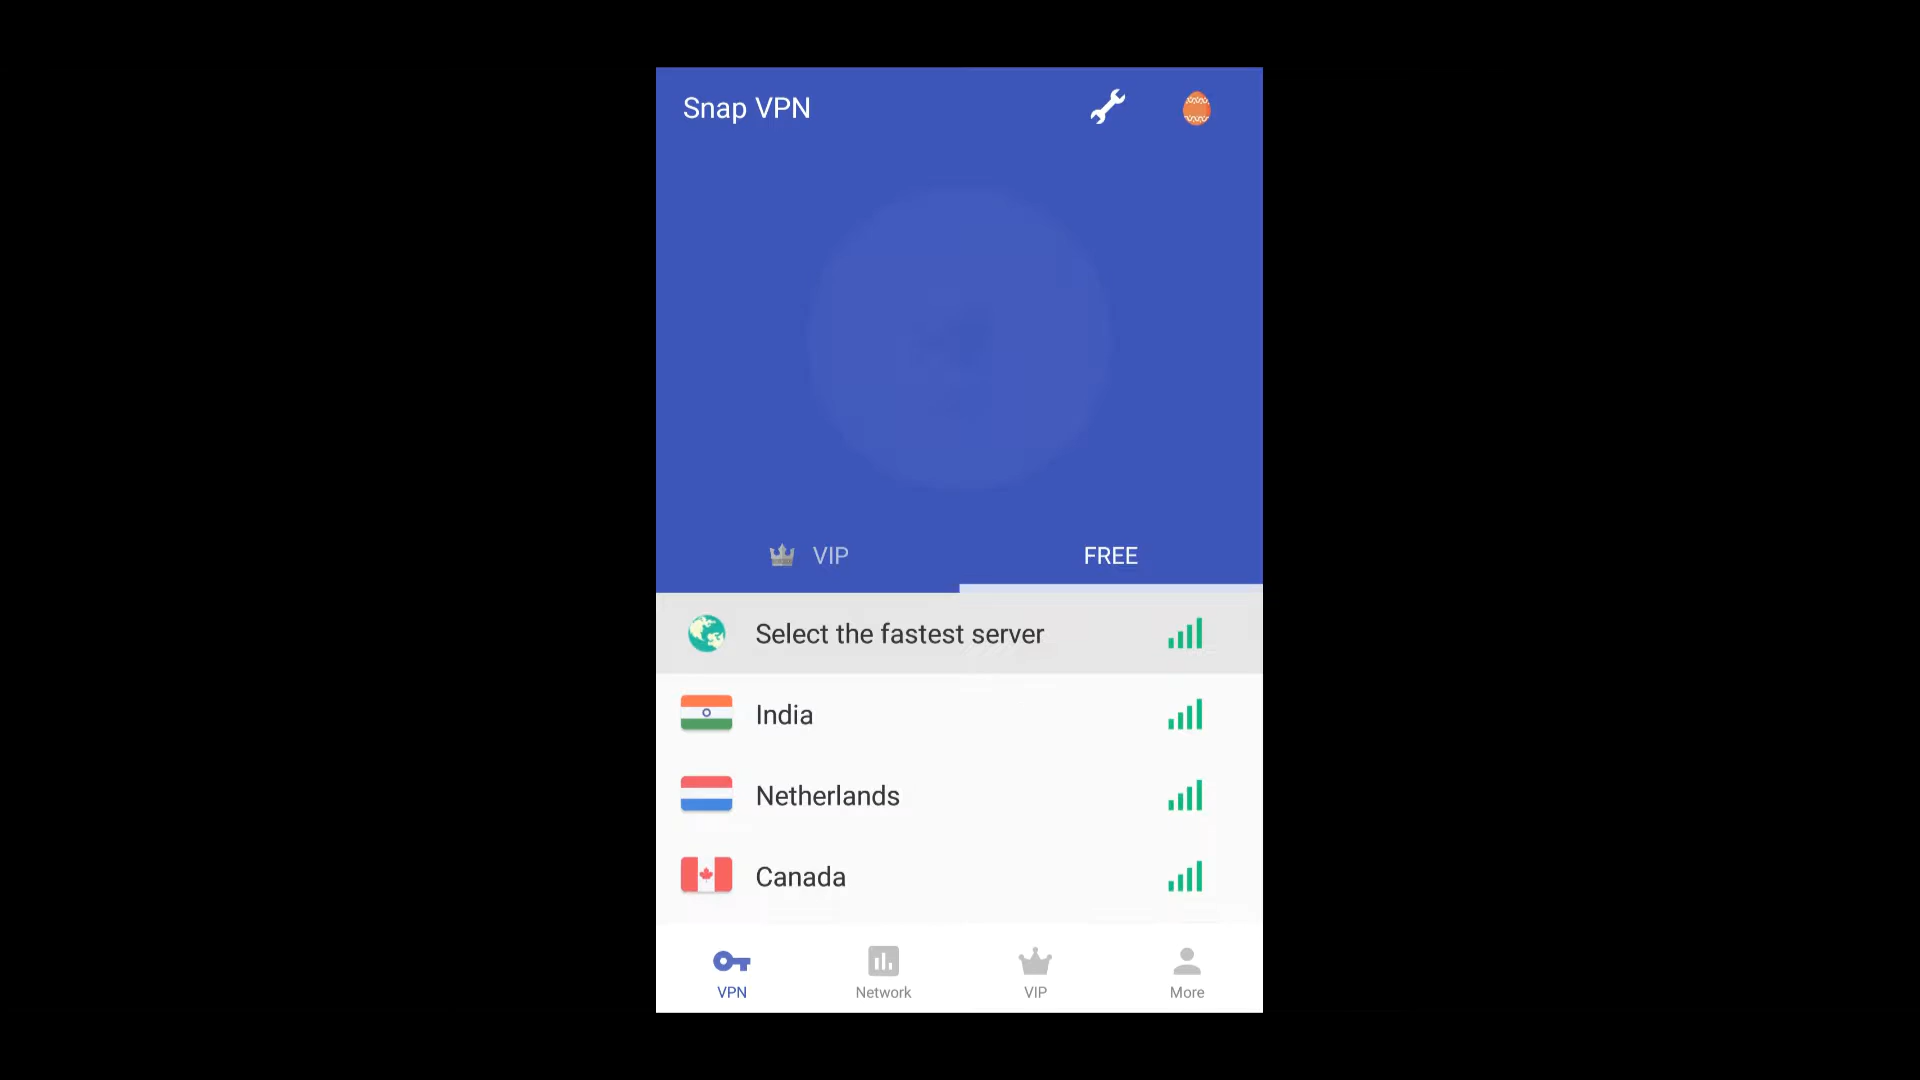 Snap VPN
VIP
FREE
Select the fastest server
India
Netherlands
Canada
VPN
Network
VIP
More